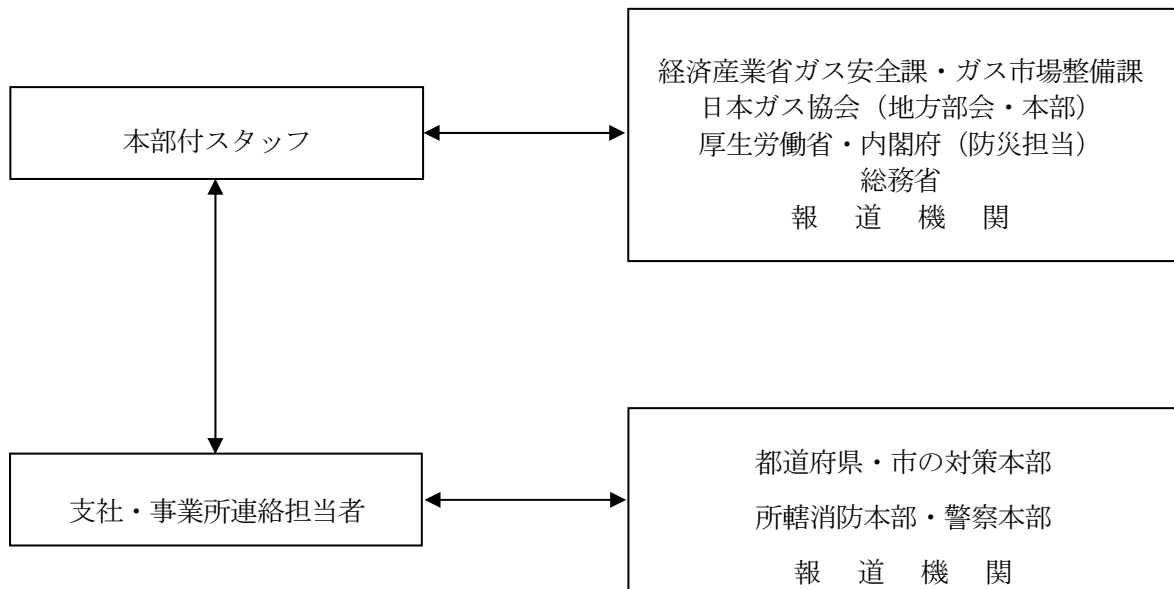 本部付スタッフ
経済産業省ガス安全課・ガス市場整備課
日本ガス協会（地方部会・本部）
厚生労働省・内閣府（防災担当）
総務省
報　道　機　関
支社・事業所連絡担当者
都道府県・市の対策本部
所轄消防本部・警察本部
報　道　機　関